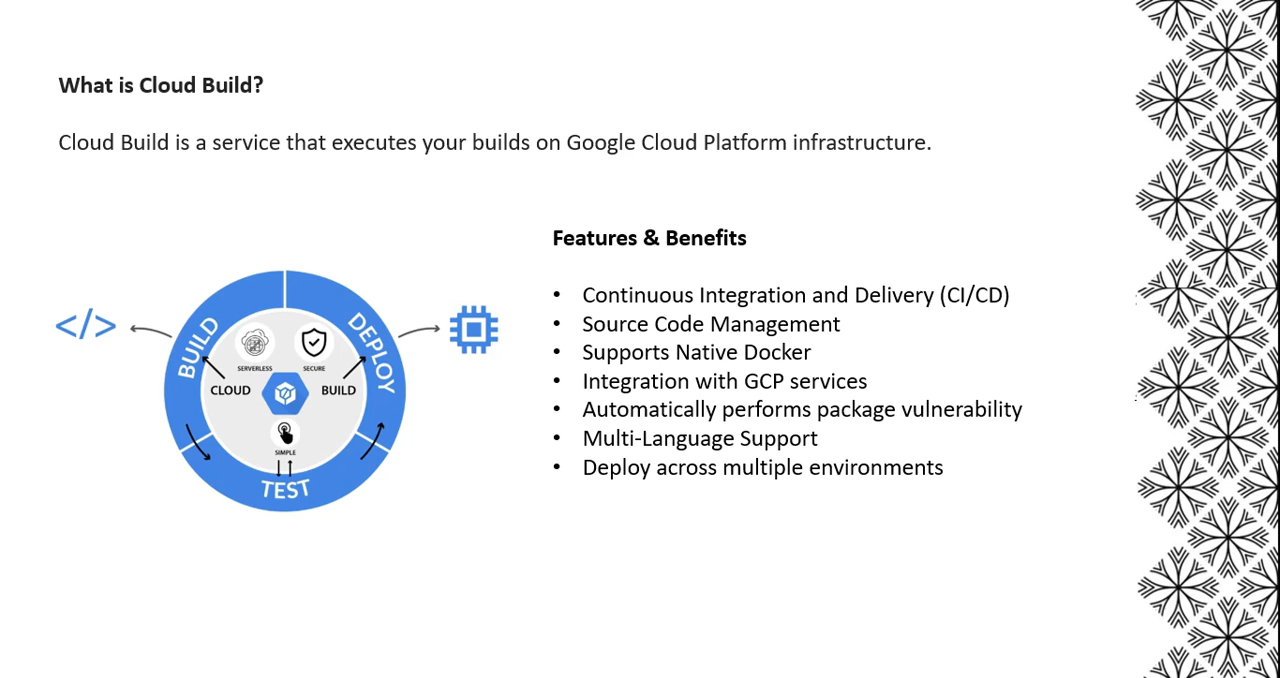 What is Cloud Build?
Cloud Build is a service that executes your builds on Google Cloud Platform infrastructure.
Features & Benefits
• Continuous Integration and Delivery (CI/CD)
• Source Code Management
• Supports Native Docker
• Integration with GCP services
• Automatically performs package vulnerability
• Multi-Language Support
• Deploy across multiple environments
</>
BUILD
DEPLOY
SERVERLESS
SECURE
CLOUD
BUILD
SIMPLE
TEST